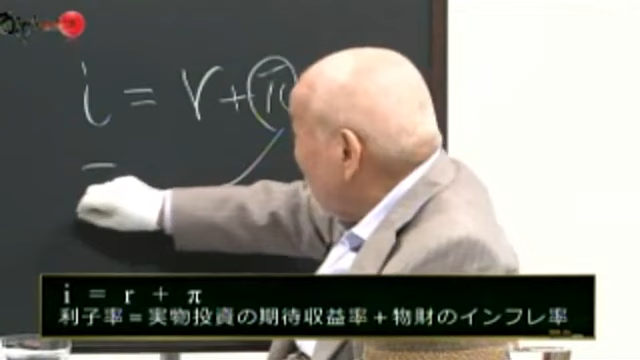 i = r + π
i = r + π
利子率=実物投資の期待収益率+物財のインフレ率